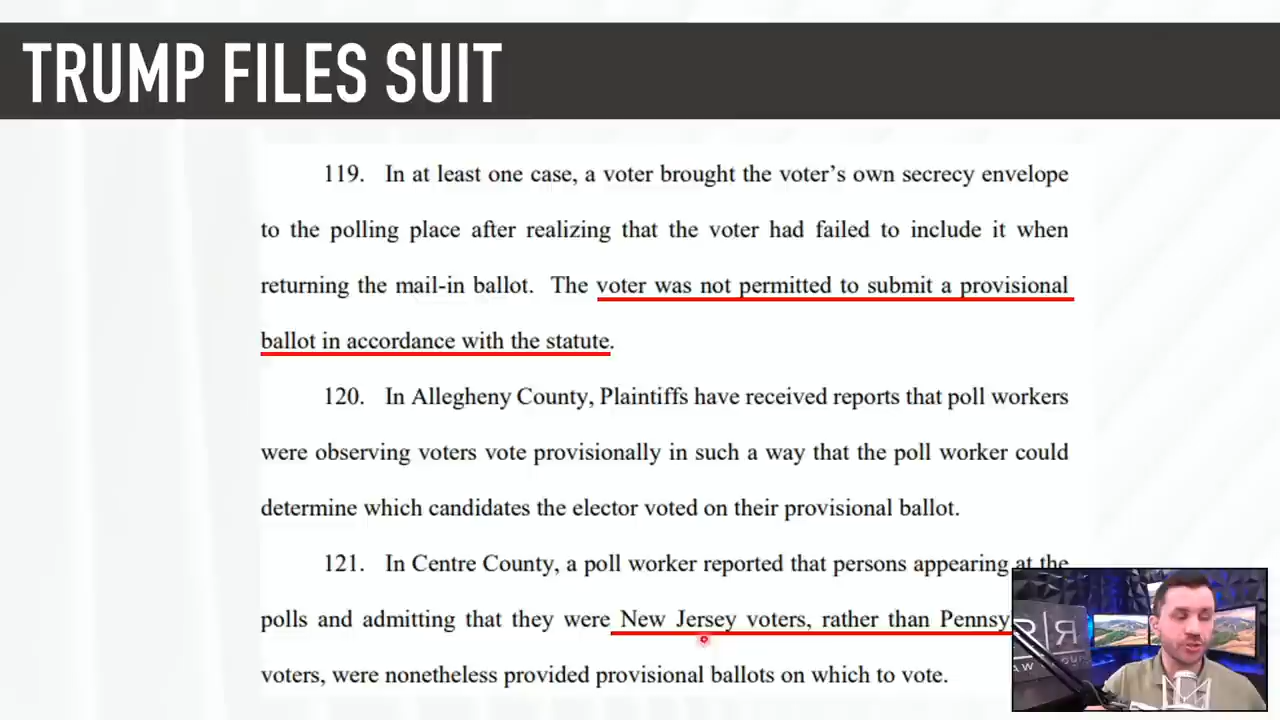 TRUMP FILES SUIT
119. In at least one case, a voter brought the voter's own secrecy envelope
to the polling place after realizing that the voter had failed to include it when
returning the mail-in ballot. The voter was not permitted to submit a provisional
ballot in accordance with the statute.
120. In Allegheny County, Plaintiffs have received reports that poll workers
were observing voters vote provisionally in such a way that the poll worker could
determine which candidates the elector voted on their provisional ballot.
121. In Centre County, a poll worker reported that persons appearing at the
polls and admitting that they were New Jersey voters, rather than Pennsy
voters, were nonetheless provided provisional ballots on which to vote.